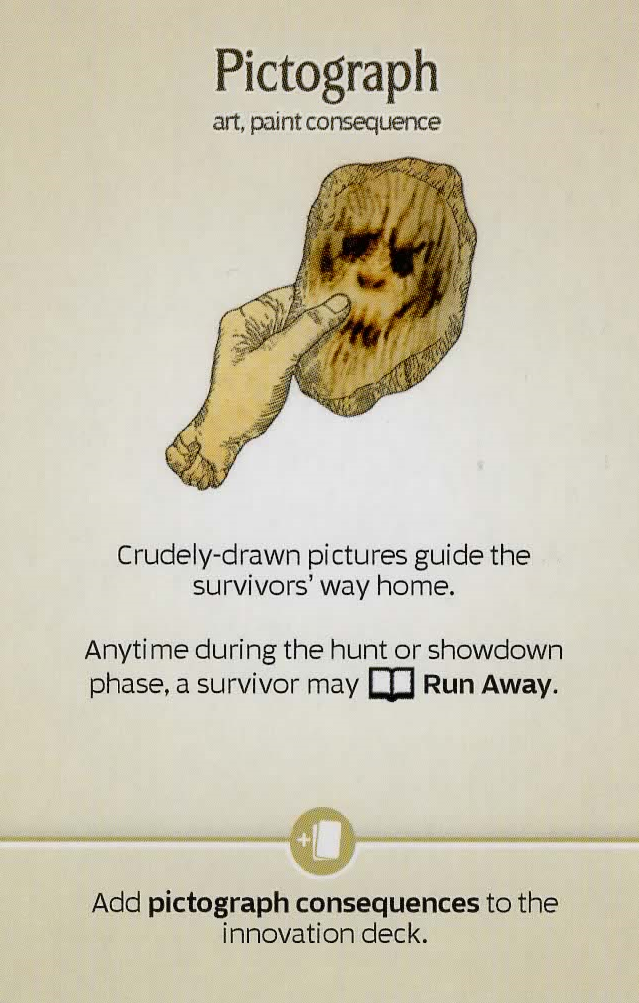 Pictograph
art, paint consequence
Crudely-drawn pictures guide the
survivors' way home.
Anytime during the hunt or showdown
phase, a survivor may Run Away.
Add pictograph consequences to the
innovation deck.